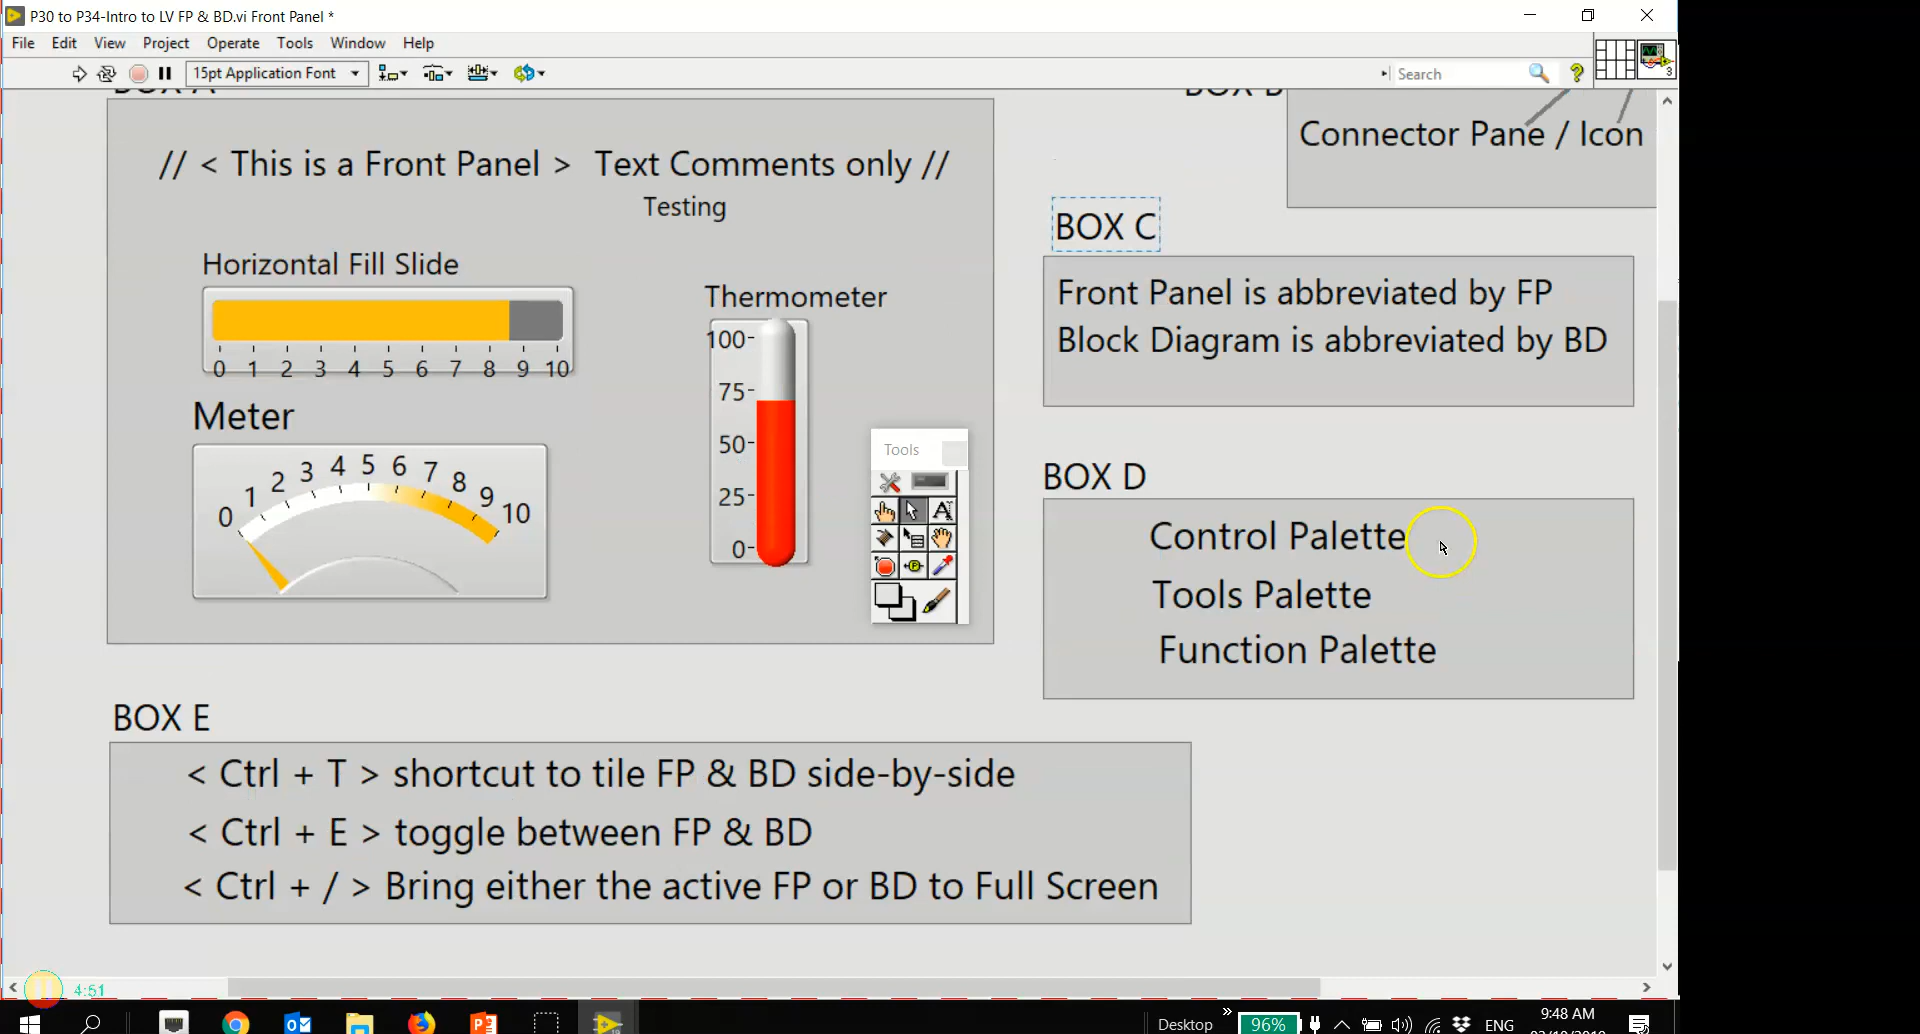 P30 to P34-Intro to LV FP & BD.vi Front Panel *
File Edit View Project Operate Tools Window Help
15pt Application Font
Search
3
BOX A
BOX B
// < This is a Front Panel > Text Comments only //
Testing
Connector Pane / Icon
BOX C
Front Panel is abbreviated by FP
Block Diagram is abbreviated by BD
Horizontal Fill Slide
0 1 2 3 4 5 6 7 8 9 10
Thermometer
100
75
50
25
0
Meter
0 1 2 3 4 5 6 7 8 9 10
Tools
BOX D
Control Palette
Tools Palette
Function Palette
BOX E
< Ctrl + T > shortcut to tile FP & BD side-by-side
< Ctrl + E > toggle between FP & BD
< Ctrl + / > Bring either the active FP or BD to Full Screen
4:51
Desktop
96%
ENG
9:48 AM